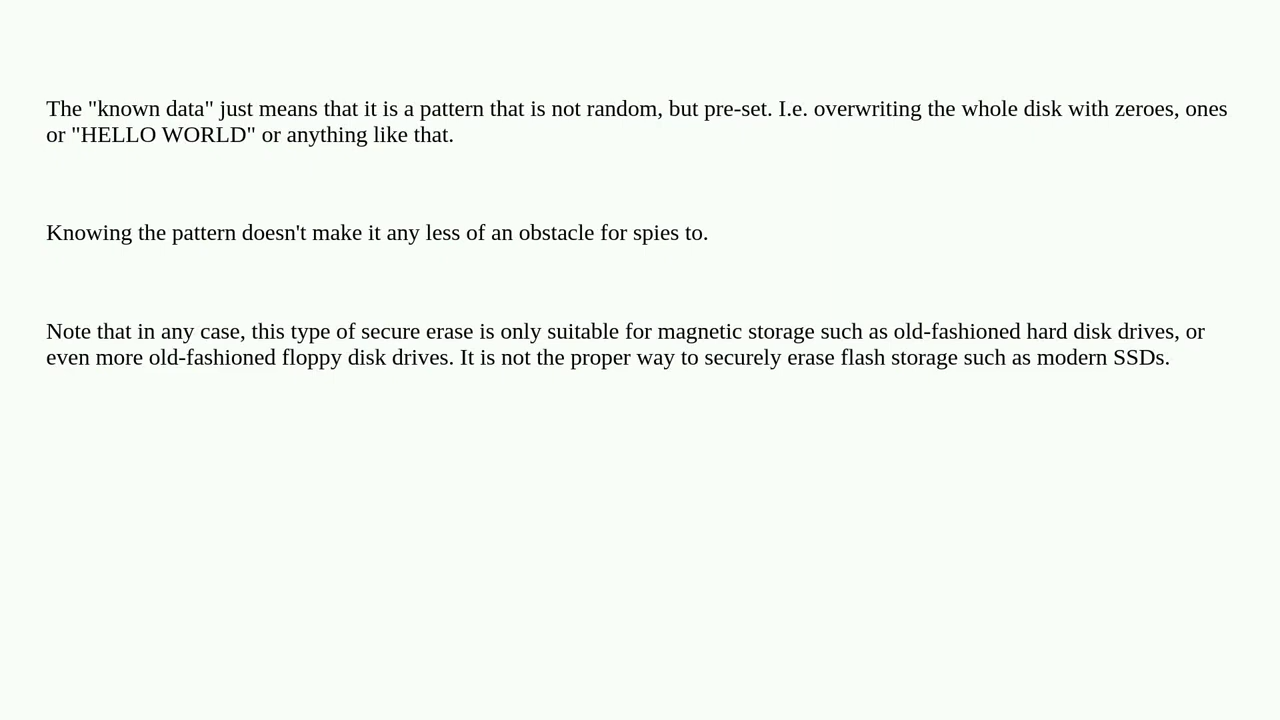 The "known data" just means that it is a pattern that is not random, but pre-set. I.e. overwriting the whole disk with zeroes, ones
or "HELLO WORLD" or anything like that.
Knowing the pattern doesn't make it any less of an obstacle for spies to.
Note that in any case, this type of secure erase is only suitable for magnetic storage such as old-fashioned hard disk drives, or
even more old-fashioned floppy disk drives. It is not the proper way to securely erase flash storage such as modern SSDs.